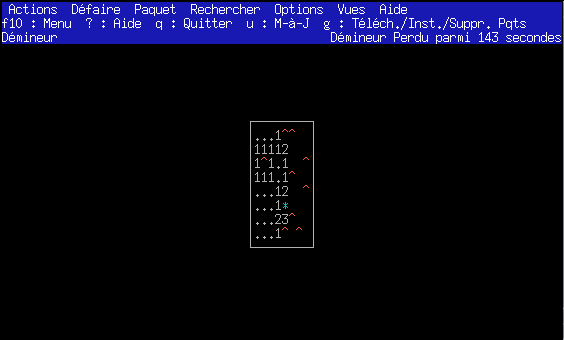 Actions  Défaire  Paquet  Rechercher  Options  Vues  Aide
f10 : Menu  ? : Aide  q : Quitter  u : M-à-J  g : Téléch./Inst./Suppr. Pqts
Démineur                                       Démineur Perdu parmi 143 secondes
...1^^
11112
1^1.1  ^
111.1^
...12  ^
...1*
...23^
...1^ ^